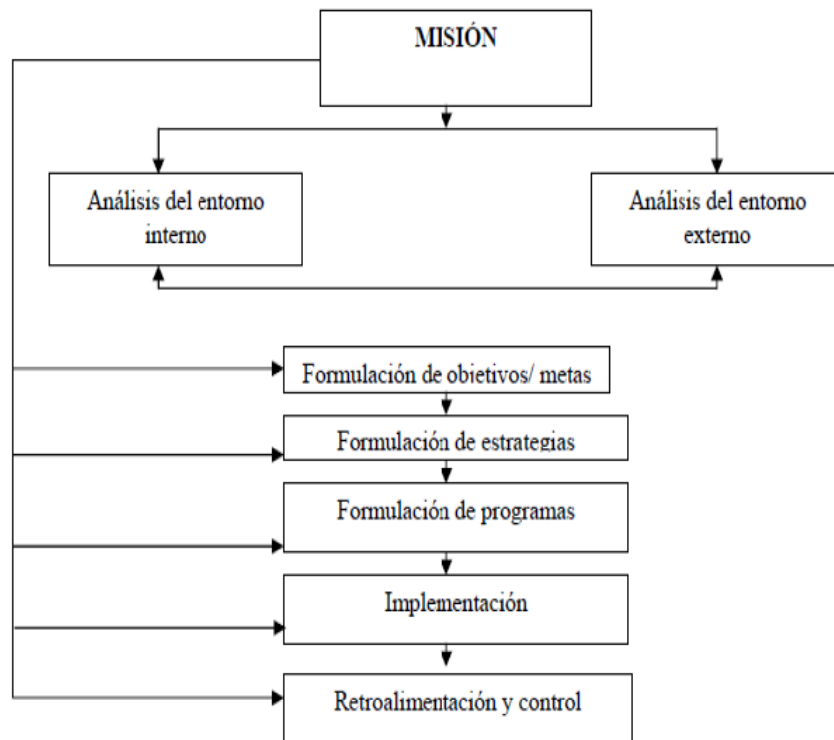 MISIÓN
Análisis del entorno
interno
Análisis del entorno
externo
Formulación de objetivos/ metas
Formulación de estrategias
Formulación de programas
Implementación
Retroalimentación y control